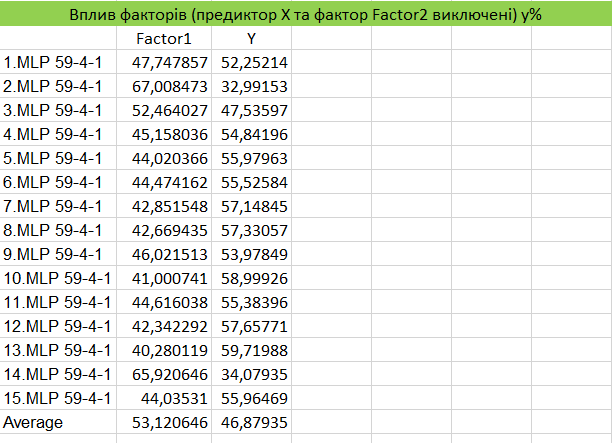 Вплив факторів (предиктор X та фактор Factor2 виключені) у%
Factor1 Y
1.MLP 59-4-1 47,747857 52,25214
2.MLP 59-4-1 67,008473 32,99153
3.MLP 59-4-1 52,464027 47,53597
4.MLP 59-4-1 45,158036 54,84196
5.MLP 59-4-1 44,020366 55,97963
6.MLP 59-4-1 44,474162 55,52584
7.MLP 59-4-1 42,851548 57,14845
8.MLP 59-4-1 42,669435 57,33057
9.MLP 59-4-1 46,021513 53,97849
10.MLP 59-4-1 41,000741 58,99926
11.MLP 59-4-1 44,616038 55,38396
12.MLP 59-4-1 42,342292 57,65771
13.MLP 59-4-1 40,280119 59,71988
14.MLP 59-4-1 65,920646 34,07935
15.MLP 59-4-1 44,03531 55,96469
Average 53,120646 46,87935